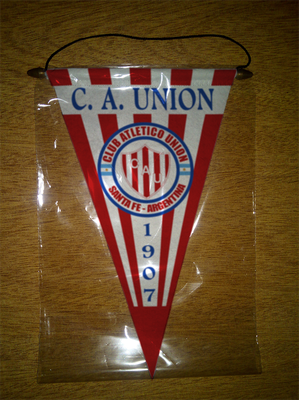 C. A. UNION
CLUB ATLETICO UNION
CAU
SANTA FE - ARGENTINA
1907